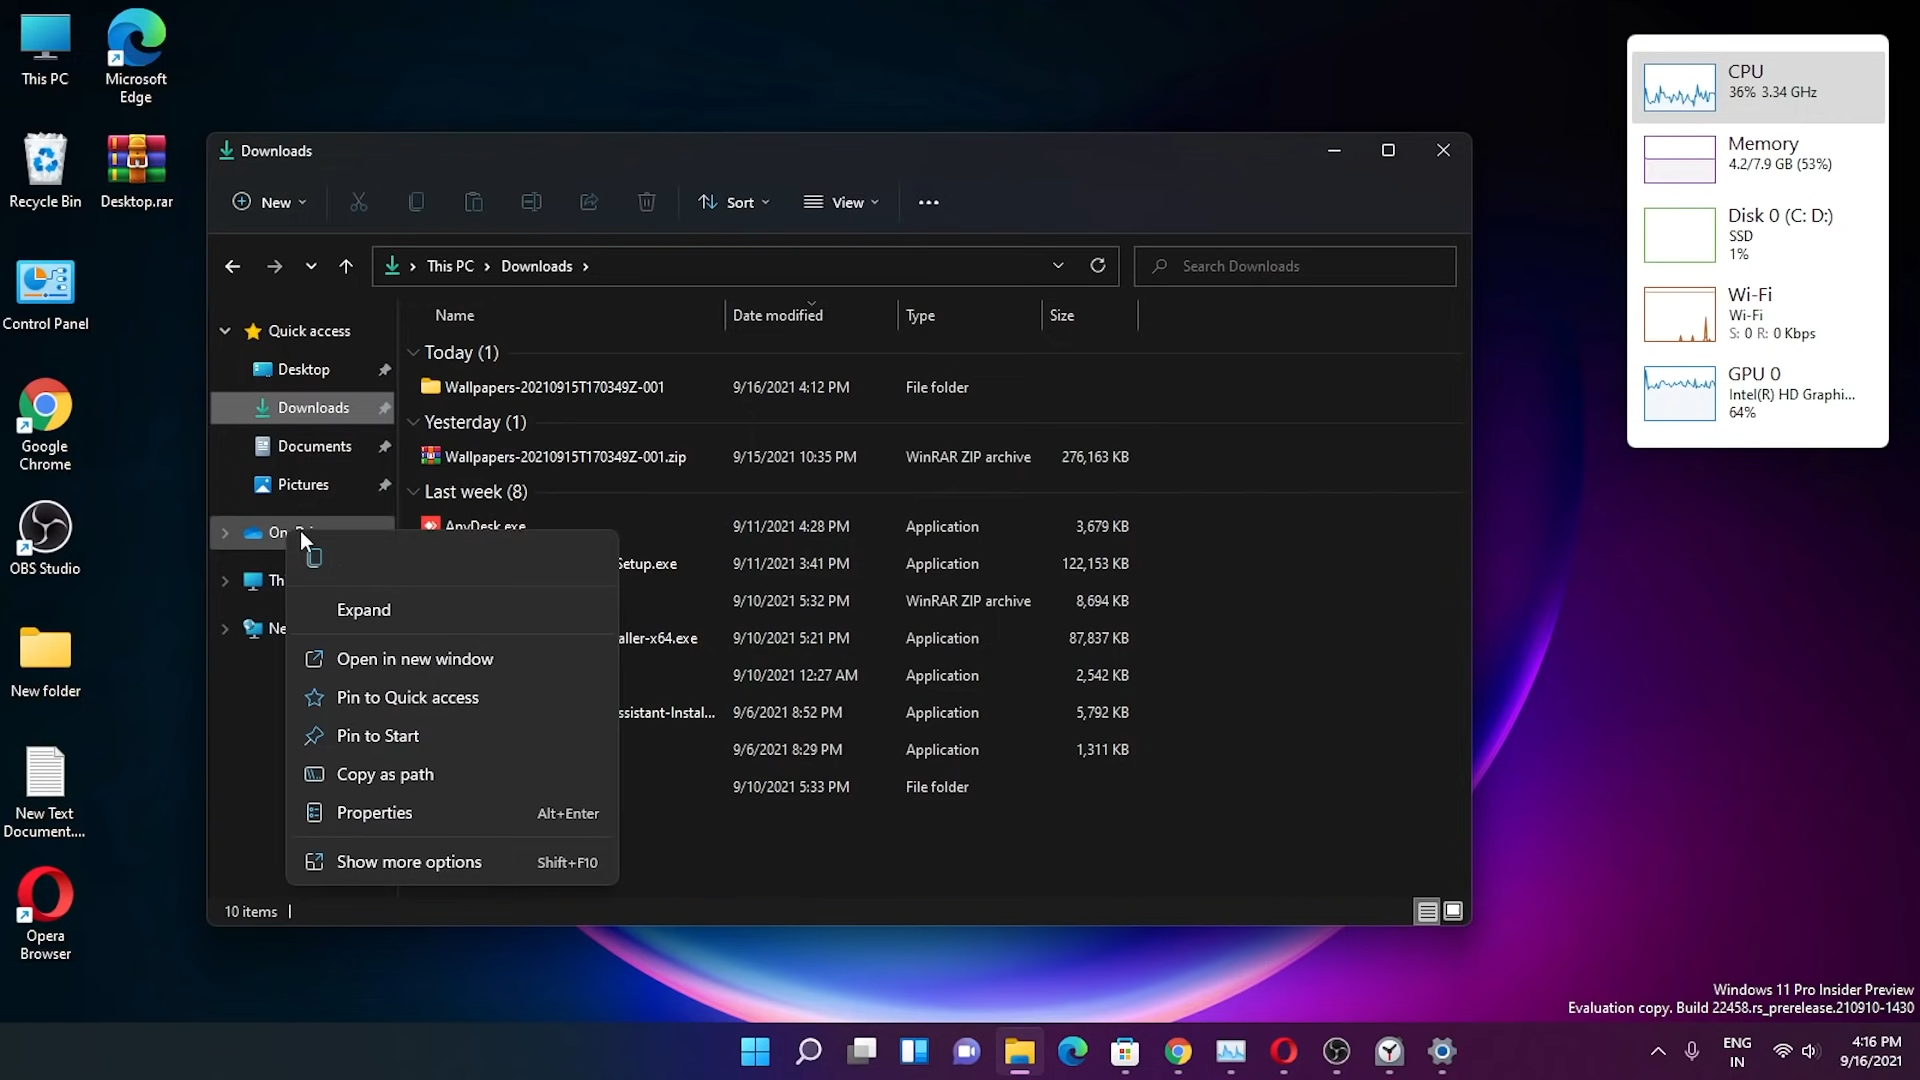 This PC
Microsoft
Edge
Recycle Bin
Desktop.rar
Control Panel
Google
Chrome
OBS Studio
New folder
New Text
Document....
Opera
Browser
Downloads
New
Sort
View
This PC
Downloads
Search Downloads
Quick access
Desktop
Downloads
Documents
Pictures
Name
Date modified
Type
Size
Today (1)
Wallpapers-20210915T170349Z-001
9/16/2021 4:12 PM
File folder
Yesterday (1)
Wallpapers-20210915T170349Z-001.zip
9/15/2021 10:35 PM
WinRAR ZIP archive
276,163 KB
Last week (8)
AnyDesk.exe
9/11/2021 4:28 PM
Application
3,679 KB
Setup.exe
9/11/2021 3:41 PM
Application
122,153 KB
9/10/2021 5:32 PM
WinRAR ZIP archive
8,694 KB
aller-x64.exe
9/10/2021 5:21 PM
Application
87,837 KB
9/10/2021 12:27 AM
Application
2,542 KB
ssistant-Instal...
9/6/2021 8:52 PM
Application
5,792 KB
9/6/2021 8:29 PM
Application
1,311 KB
9/10/2021 5:33 PM
File folder
Th
Ne
Expand
Open in new window
Pin to Quick access
Pin to Start
Copy as path
Properties
Alt+Enter
Show more options
Shift+F10
10 items
CPU
36% 3.34 GHz
Memory
4.2/7.9 GB (53%)
Disk 0 (C: D:)
SSD
1%
Wi-Fi
Wi-Fi
S: 0 R: 0 Kbps
GPU 0
Intel(R) HD Graphi...
64%
Windows 11 Pro Insider Preview
Evaluation copy. Build 22458.rs_prerelease.210910-1430
ENG
IN
4:16 PM
9/16/2021